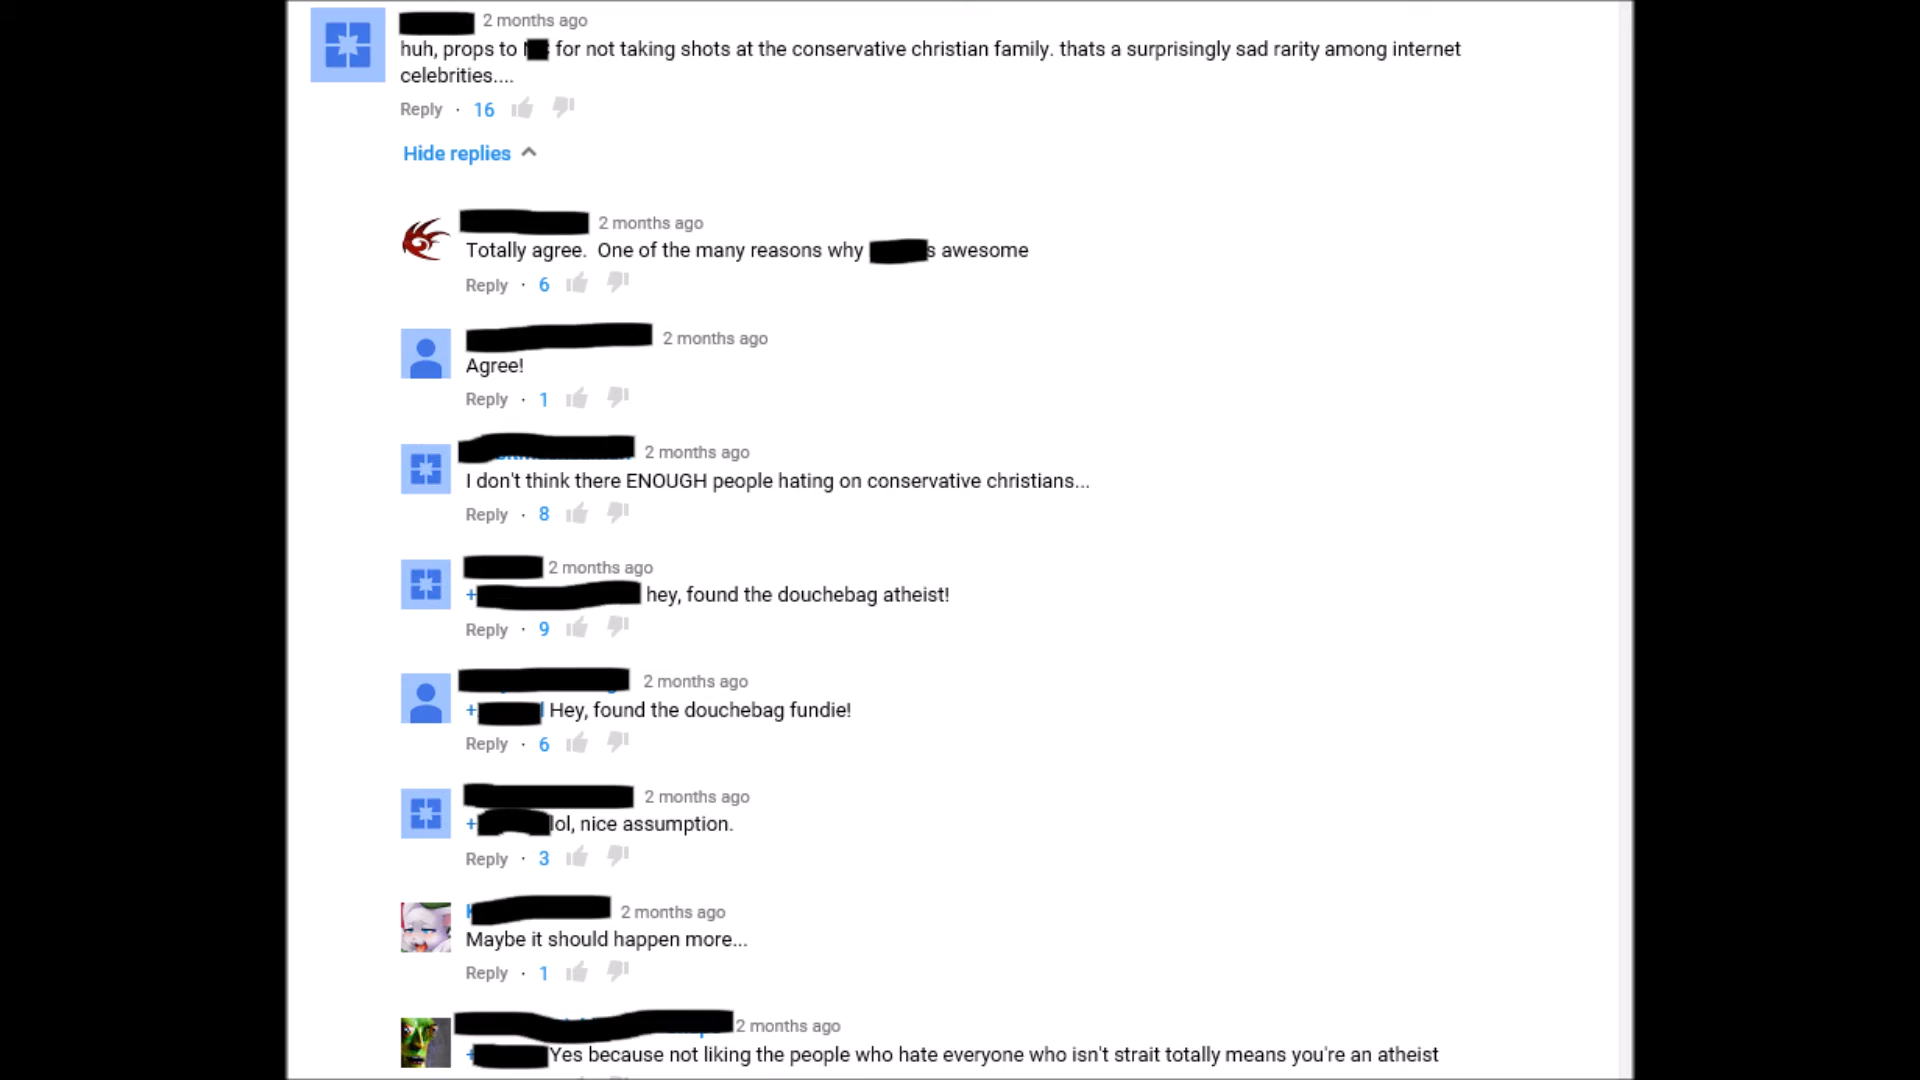 2 months ago
huh, props to for not taking shots at the conservative christian family. thats a surprisingly sad rarity among internet
celebrities....
Reply · 16
Hide replies
2 months ago
Totally agree. One of the many reasons why s awesome
Reply · 6
2 months ago
Agree!
Reply · 1
2 months ago
I don't think there ENOUGH people hating on conservative christians...
Reply · 8
2 months ago
+ hey, found the douchebag atheist!
Reply · 9
2 months ago
+ Hey, found the douchebag fundie!
Reply · 6
2 months ago
+ lol, nice assumption.
Reply · 3
2 months ago
Maybe it should happen more...
Reply · 1
2 months ago
+ Yes because not liking the people who hate everyone who isn't strait totally means you're an atheist